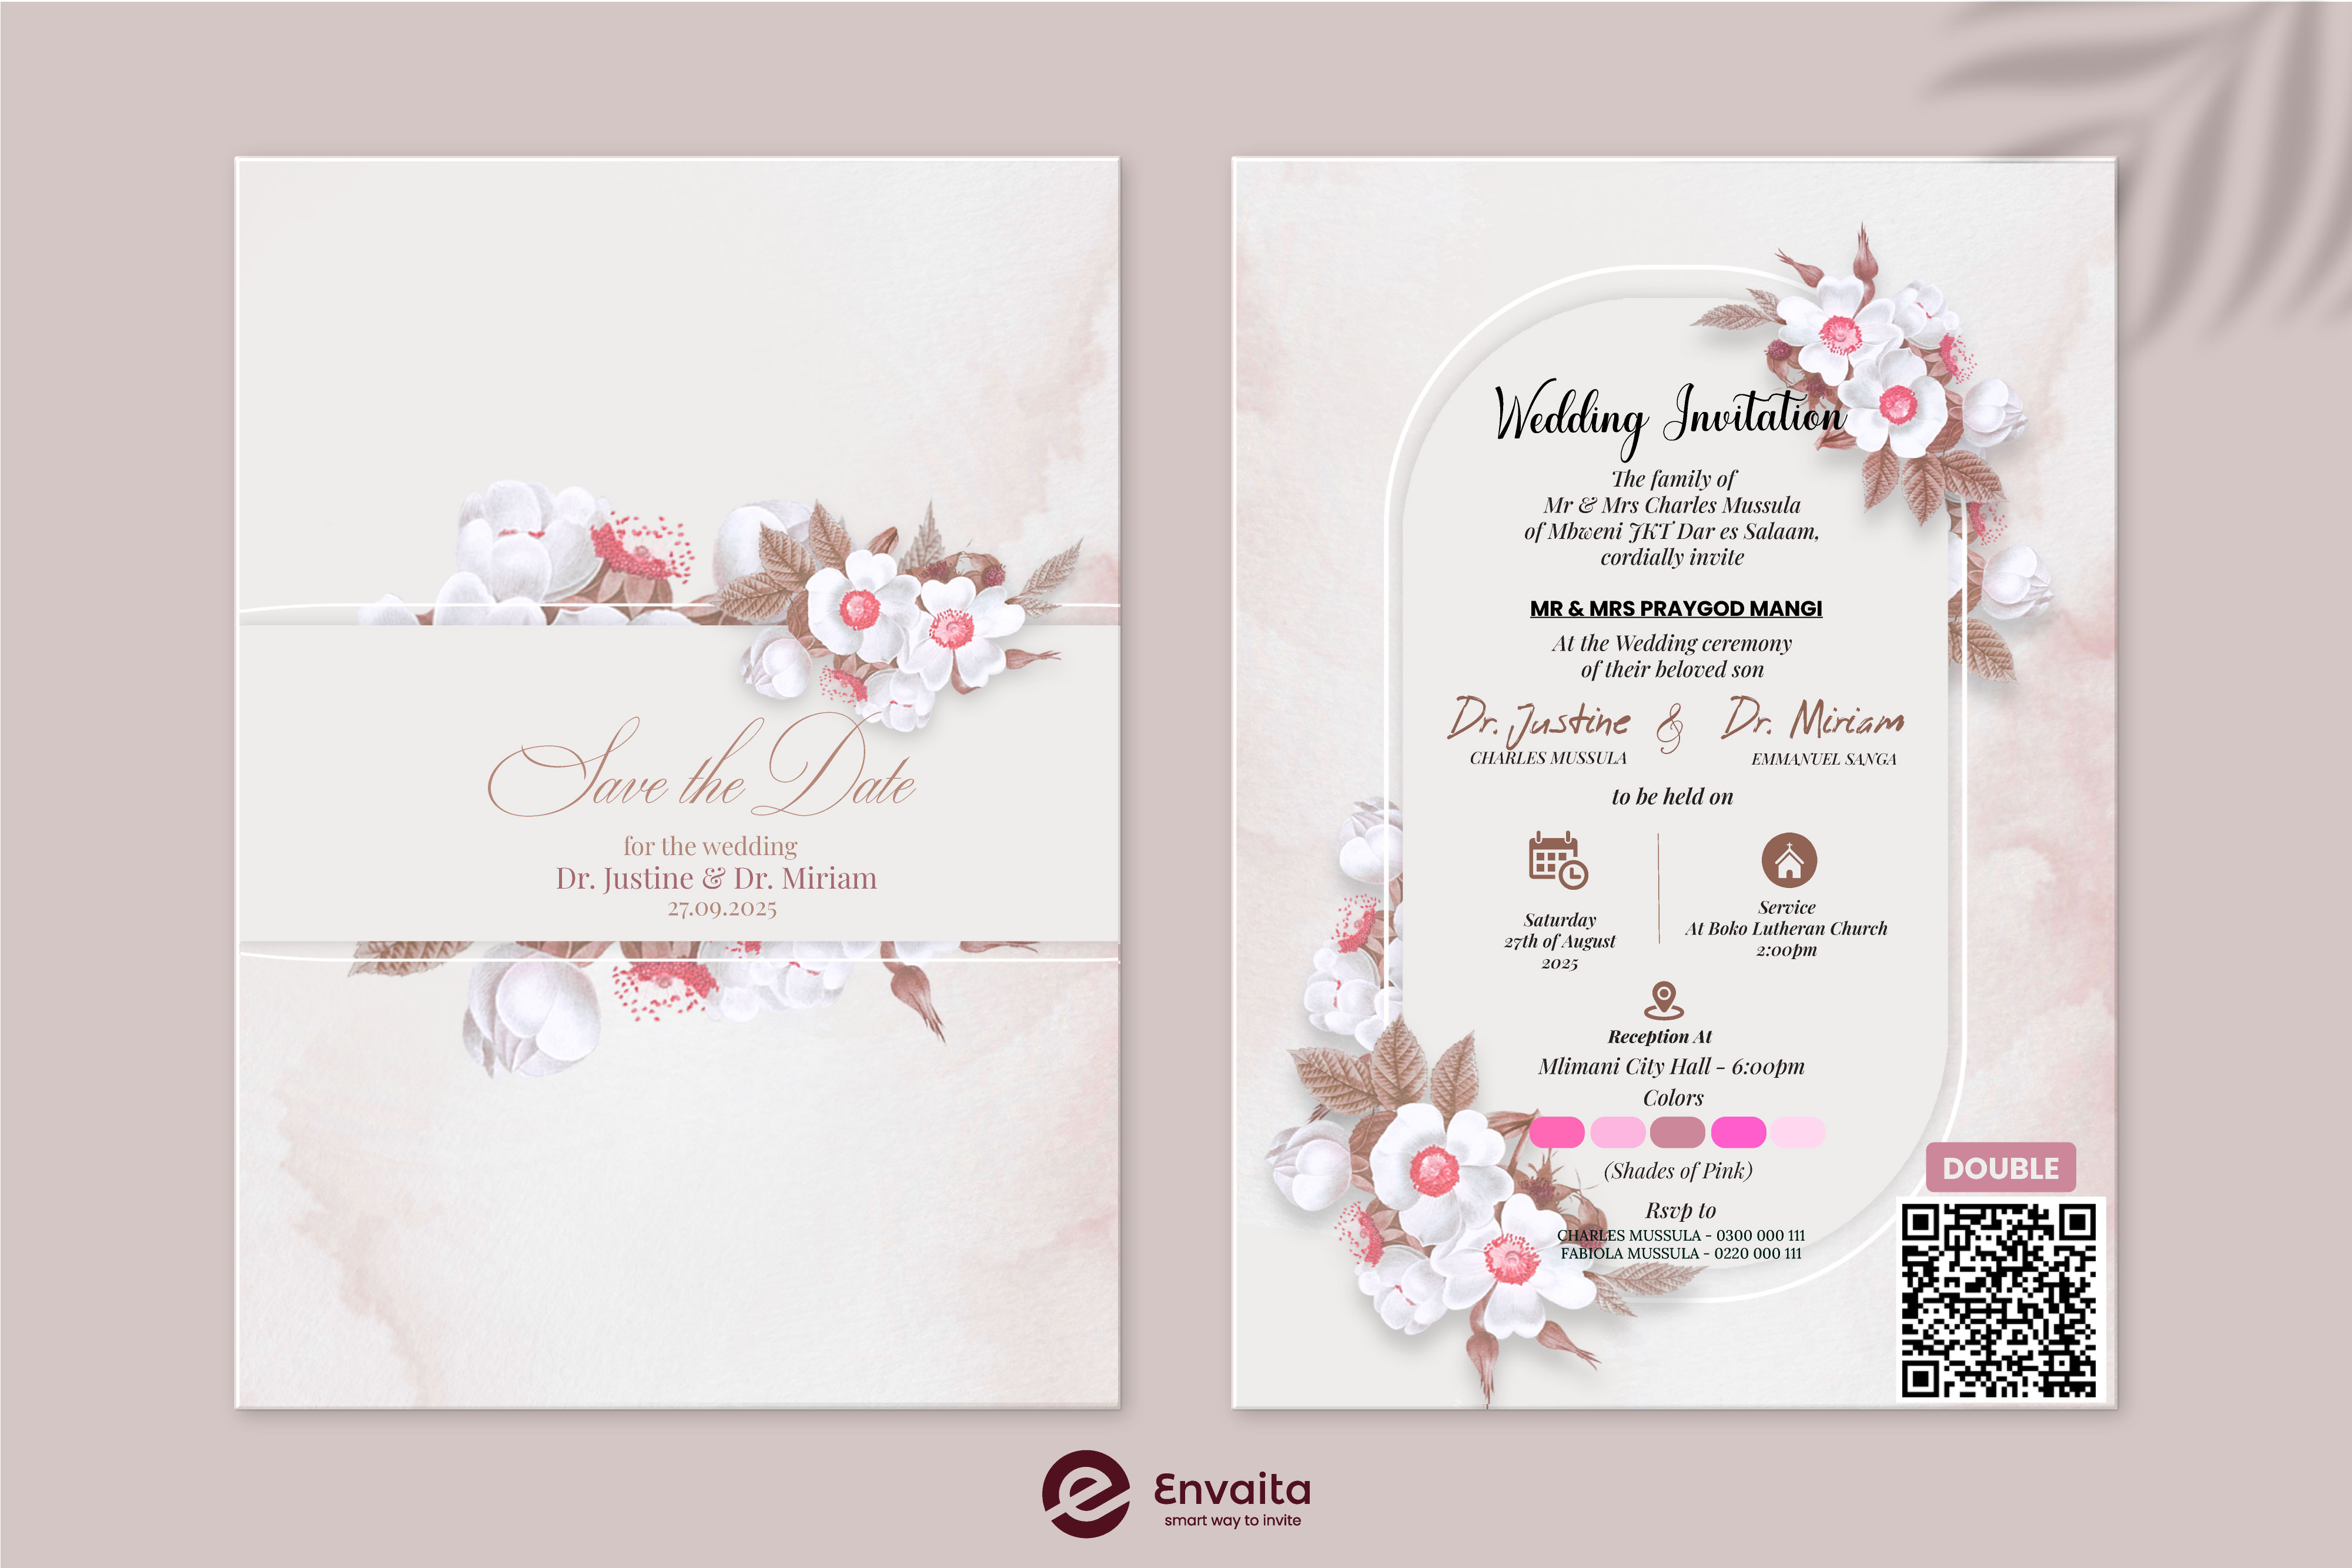 Save the Date
for the wedding
Dr. Justine & Dr. Miriam
27.09.2025
Wedding Invitation
The family of
Mr & Mrs Charles Mussula
of Mbweni JKT Dar es Salaam,
cordially invite
MR & MRS PRAYGOD MANGI
At the Wedding ceremony
of their beloved son
Dr. Justine & Dr. Miriam
CHARLES MUSSULA EMMANUEL SANGA
to be held on
Saturday
27th of August
2025
Service
At Boko Lutheran Church
2:00pm
Reception At
Mlimani City Hall - 6:00pm
Colors
(Shades of Pink)
Rsvp to
CHARLES MUSSULA - 0300 000 111
FABIOLA MUSSULA - 0220 000 111
DOUBLE
Envaita
smart way to invite